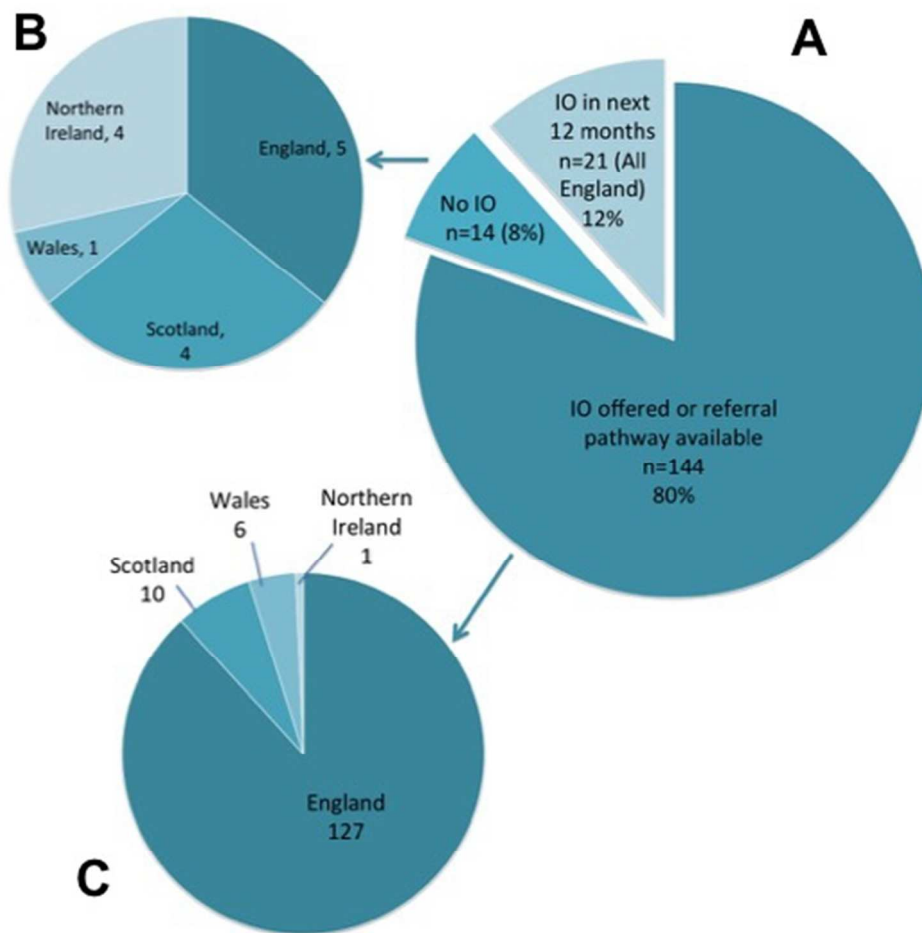 B
Northern
Ireland, 4
England, 5
Wales, 1
Scotland,
4
A
IO in next
12 months
n=21 (All
England)
12%
No IO
n=14 (8%)
IO offered or referral
pathway available
n=144
80%
Wales
6
Northern
Ireland
1
Scotland
10
England
127
C